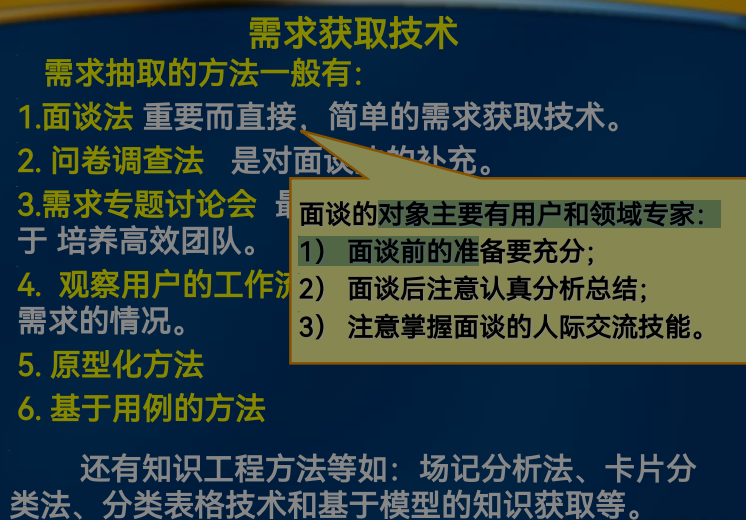 需求获取技术
需求抽取的方法一般有：
1.面谈法 重要而直接，简单的需求获取技术。
2. 问卷调查法 是对面谈法的补充。
3.需求专题讨论会
于 培养高效团队。
4. 观察用户的工作流
需求的情况。
5. 原型化方法
6. 基于用例的方法
还有知识工程方法等如：场记分析法、卡片分
类法、分类表格技术和基于模型的知识获取等。
面谈的对象主要有用户和领域专家：
1） 面谈前的准备要充分；
2） 面谈后注意认真分析总结；
3） 注意掌握面谈的人际交流技能。